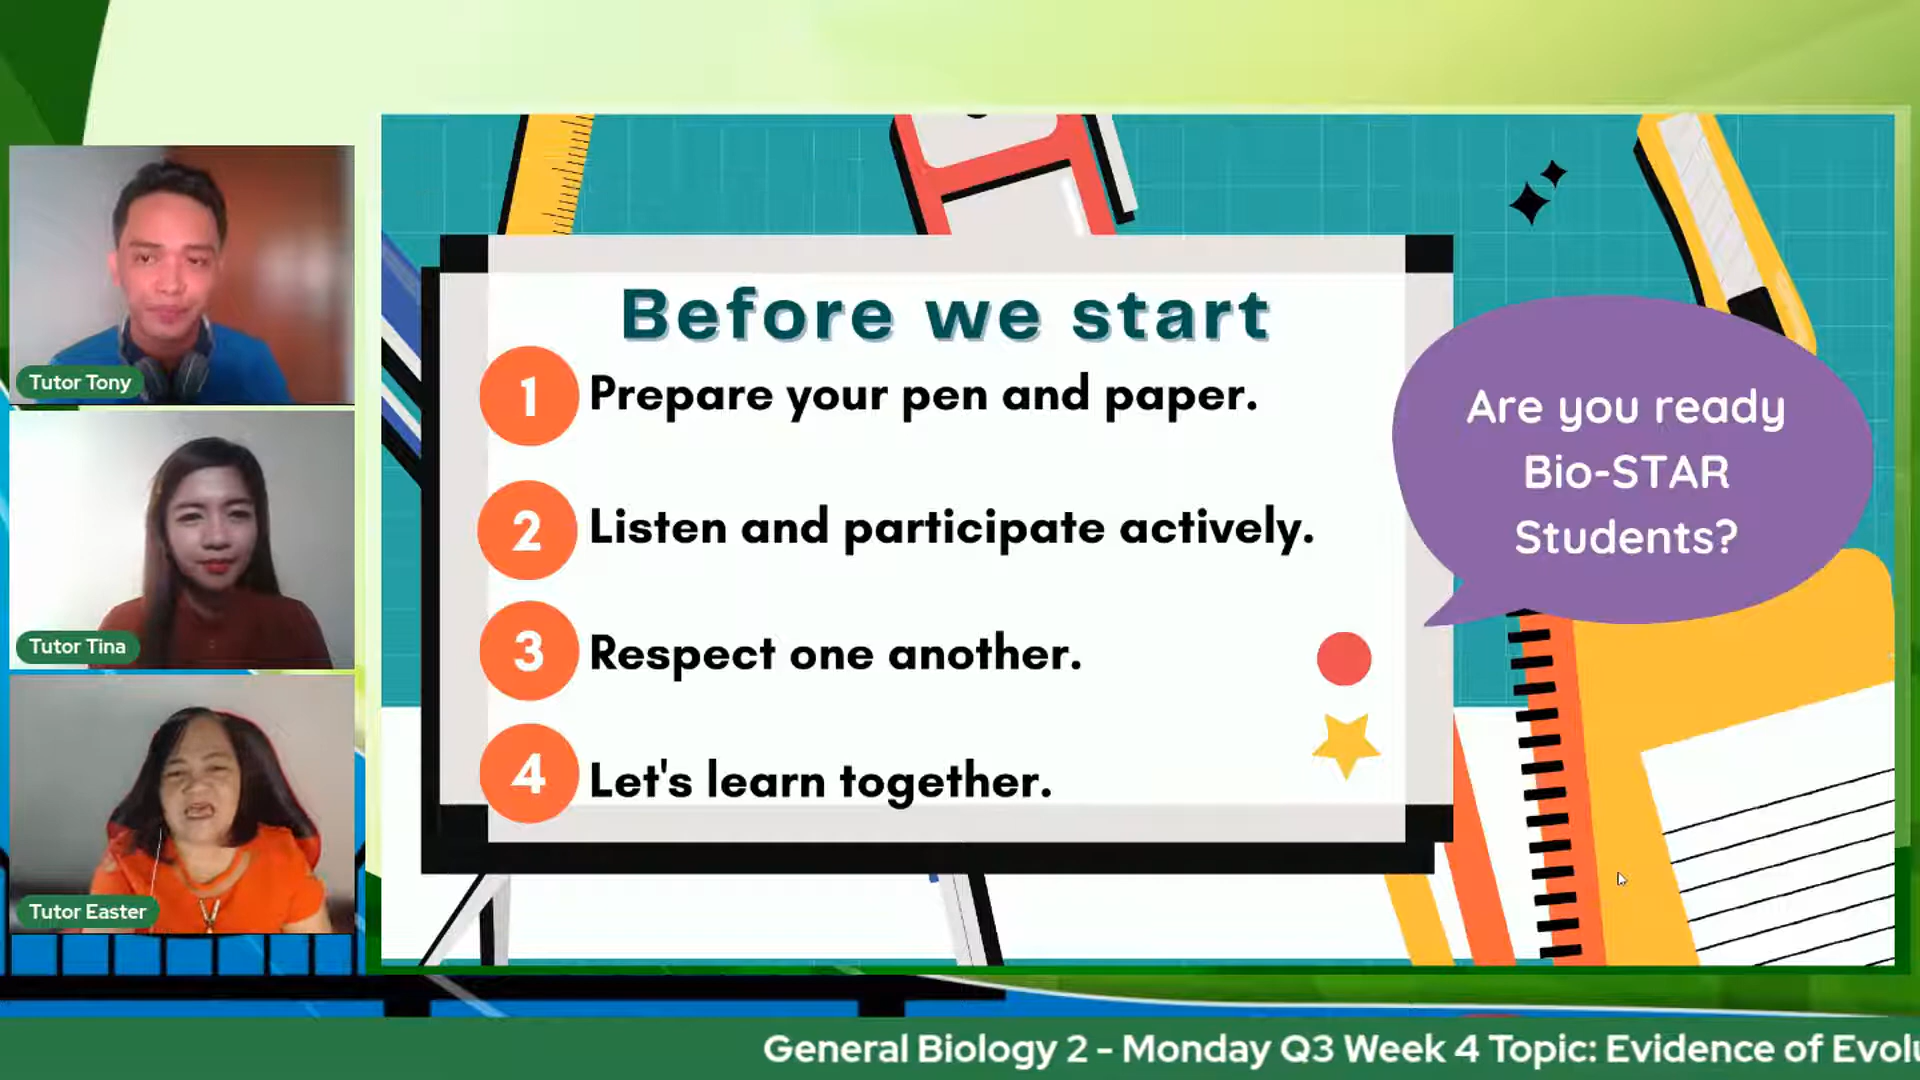 Tutor Tony
Tutor Tina
Tutor Easter
Before we start
1 Prepare your pen and paper.
2 Listen and participate actively.
3 Respect one another.
4 Let's learn together.
Are you ready
Bio-STAR
Students?
General Biology 2 - Monday Q3 Week 4 Topic: Evidence of Evolu